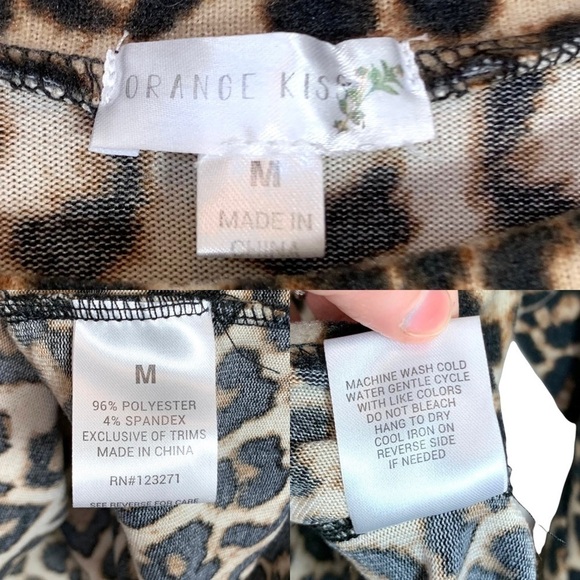 ORANGE KISS
M
MADE IN
CHINA
M
96% POLYESTER
4% SPANDEX
EXCLUSIVE OF TRIMS
MADE IN CHINA
RN#123271
SEE REVERSE FOR CARE
MACHINE WASH COLD
WATER GENTLE CYCLE
WITH LIKE COLORS
DO NOT BLEACH
HANG TO DRY
COOL IRON ON
REVERSE SIDE
IF NEEDED